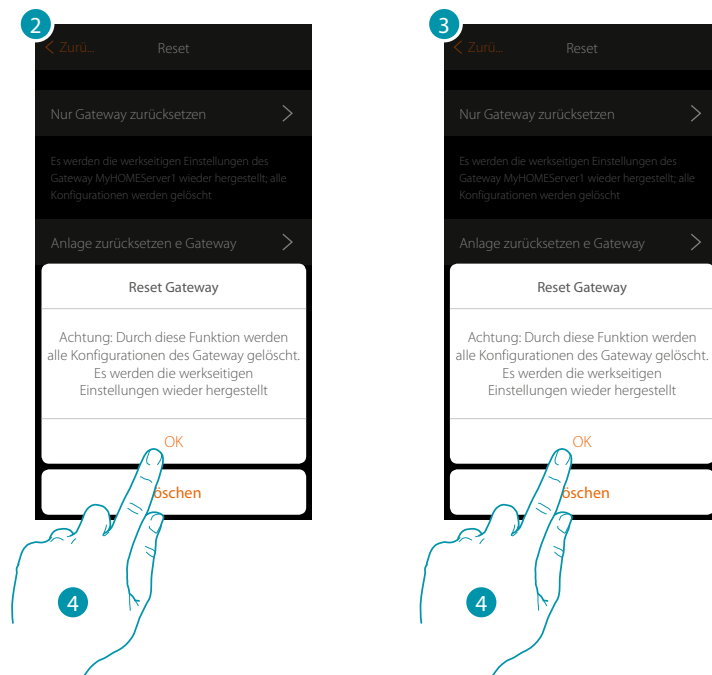 2
< Zurü...
Reset
Nur Gateway zurücksetzen
Es werden die werkseitigen Einstellungen des
Gateway MyHOMEServer1 wieder hergestellt; alle
Konfigurationen werden gelöscht
Anlage zurücksetzen e Gateway
Reset Gateway
Achtung: Durch diese Funktion werden
alle Konfigurationen des Gateway gelöscht.
Es werden die werkseitigen
Einstellungen wieder hergestellt
OK
öschen
4
3
< Zurü...
Reset
Nur Gateway zurücksetzen
Es werden die werkseitigen Einstellungen des
Gateway MyHOMEServer1 wieder hergestellt; alle
Konfigurationen werden gelöscht
Anlage zurücksetzen e Gateway
Reset Gateway
Achtung: Durch diese Funktion werden
alle Konfigurationen des Gateway gelöscht.
Es werden die werkseitigen
Einstellungen wieder hergestellt
OK
öschen
4